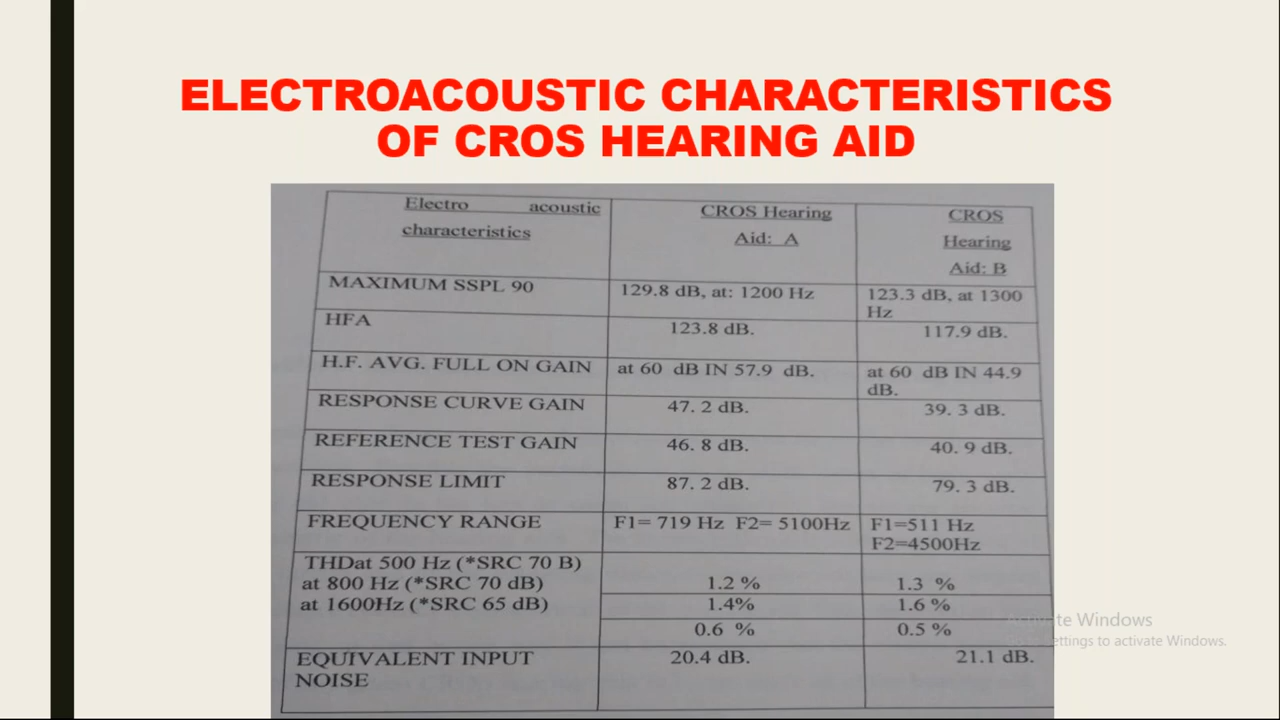 ELECTROACOUSTIC CHARACTERISTICS
OF CROS HEARING AID
Electro acoustic
characteristics
CROS Hearing
Aid: A
CROS
Hearing
Aid: B
MAXIMUM SSPL 90
129.8 dB, at: 1200 Hz
123.3 dB, at 1300
Hz
HFA
123.8 dB.
117.9 dB.
H.F. AVG. FULL ON GAIN
at 60 dB IN 57.9 dB.
at 60 dB IN 44.9
dB.
RESPONSE CURVE GAIN
47. 2 dB.
39. 3 dB.
REFERENCE TEST GAIN
46. 8 dB.
40. 9 dB.
RESPONSE LIMIT
87. 2 dB.
79. 3 dB.
FREQUENCY RANGE
F1= 719 Hz F2= 5100Hz
F1=511 Hz
F2=4500Hz
THDat 500 Hz (*SRC 70 B)
at 800 Hz (*SRC 70 dB)
at 1600Hz (*SRC 65 dB)
1.2 %
1.3 %
1.4%
1.6 %
0.6 %
0.5 %
EQUIVALENT INPUT
NOISE
20.4 dB.
21.1 dB.
Activate Windows
Settings to activate Windows.